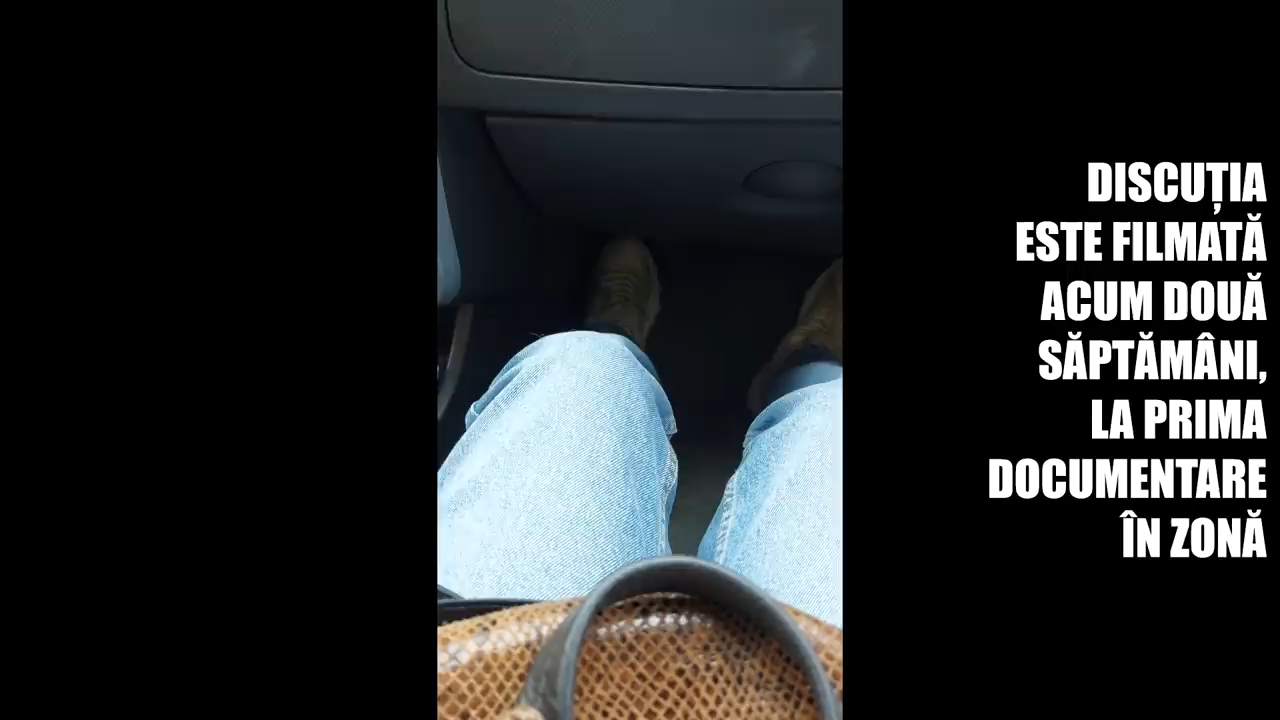 DISCUȚIA
ESTE FILMATĂ
ACUM DOUĂ
SĂPTĂMÂNI,
LA PRIMA
DOCUMENTARE
ÎN ZONĂ